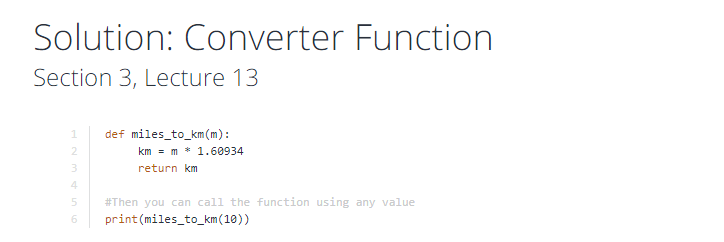 Solution: Converter Function
Section 3, Lecture 13
1 def miles_to_km(m):
2     km = m * 1.60934
3     return km
4
5 #Then you can call the function using any value
6 print(miles_to_km(10))